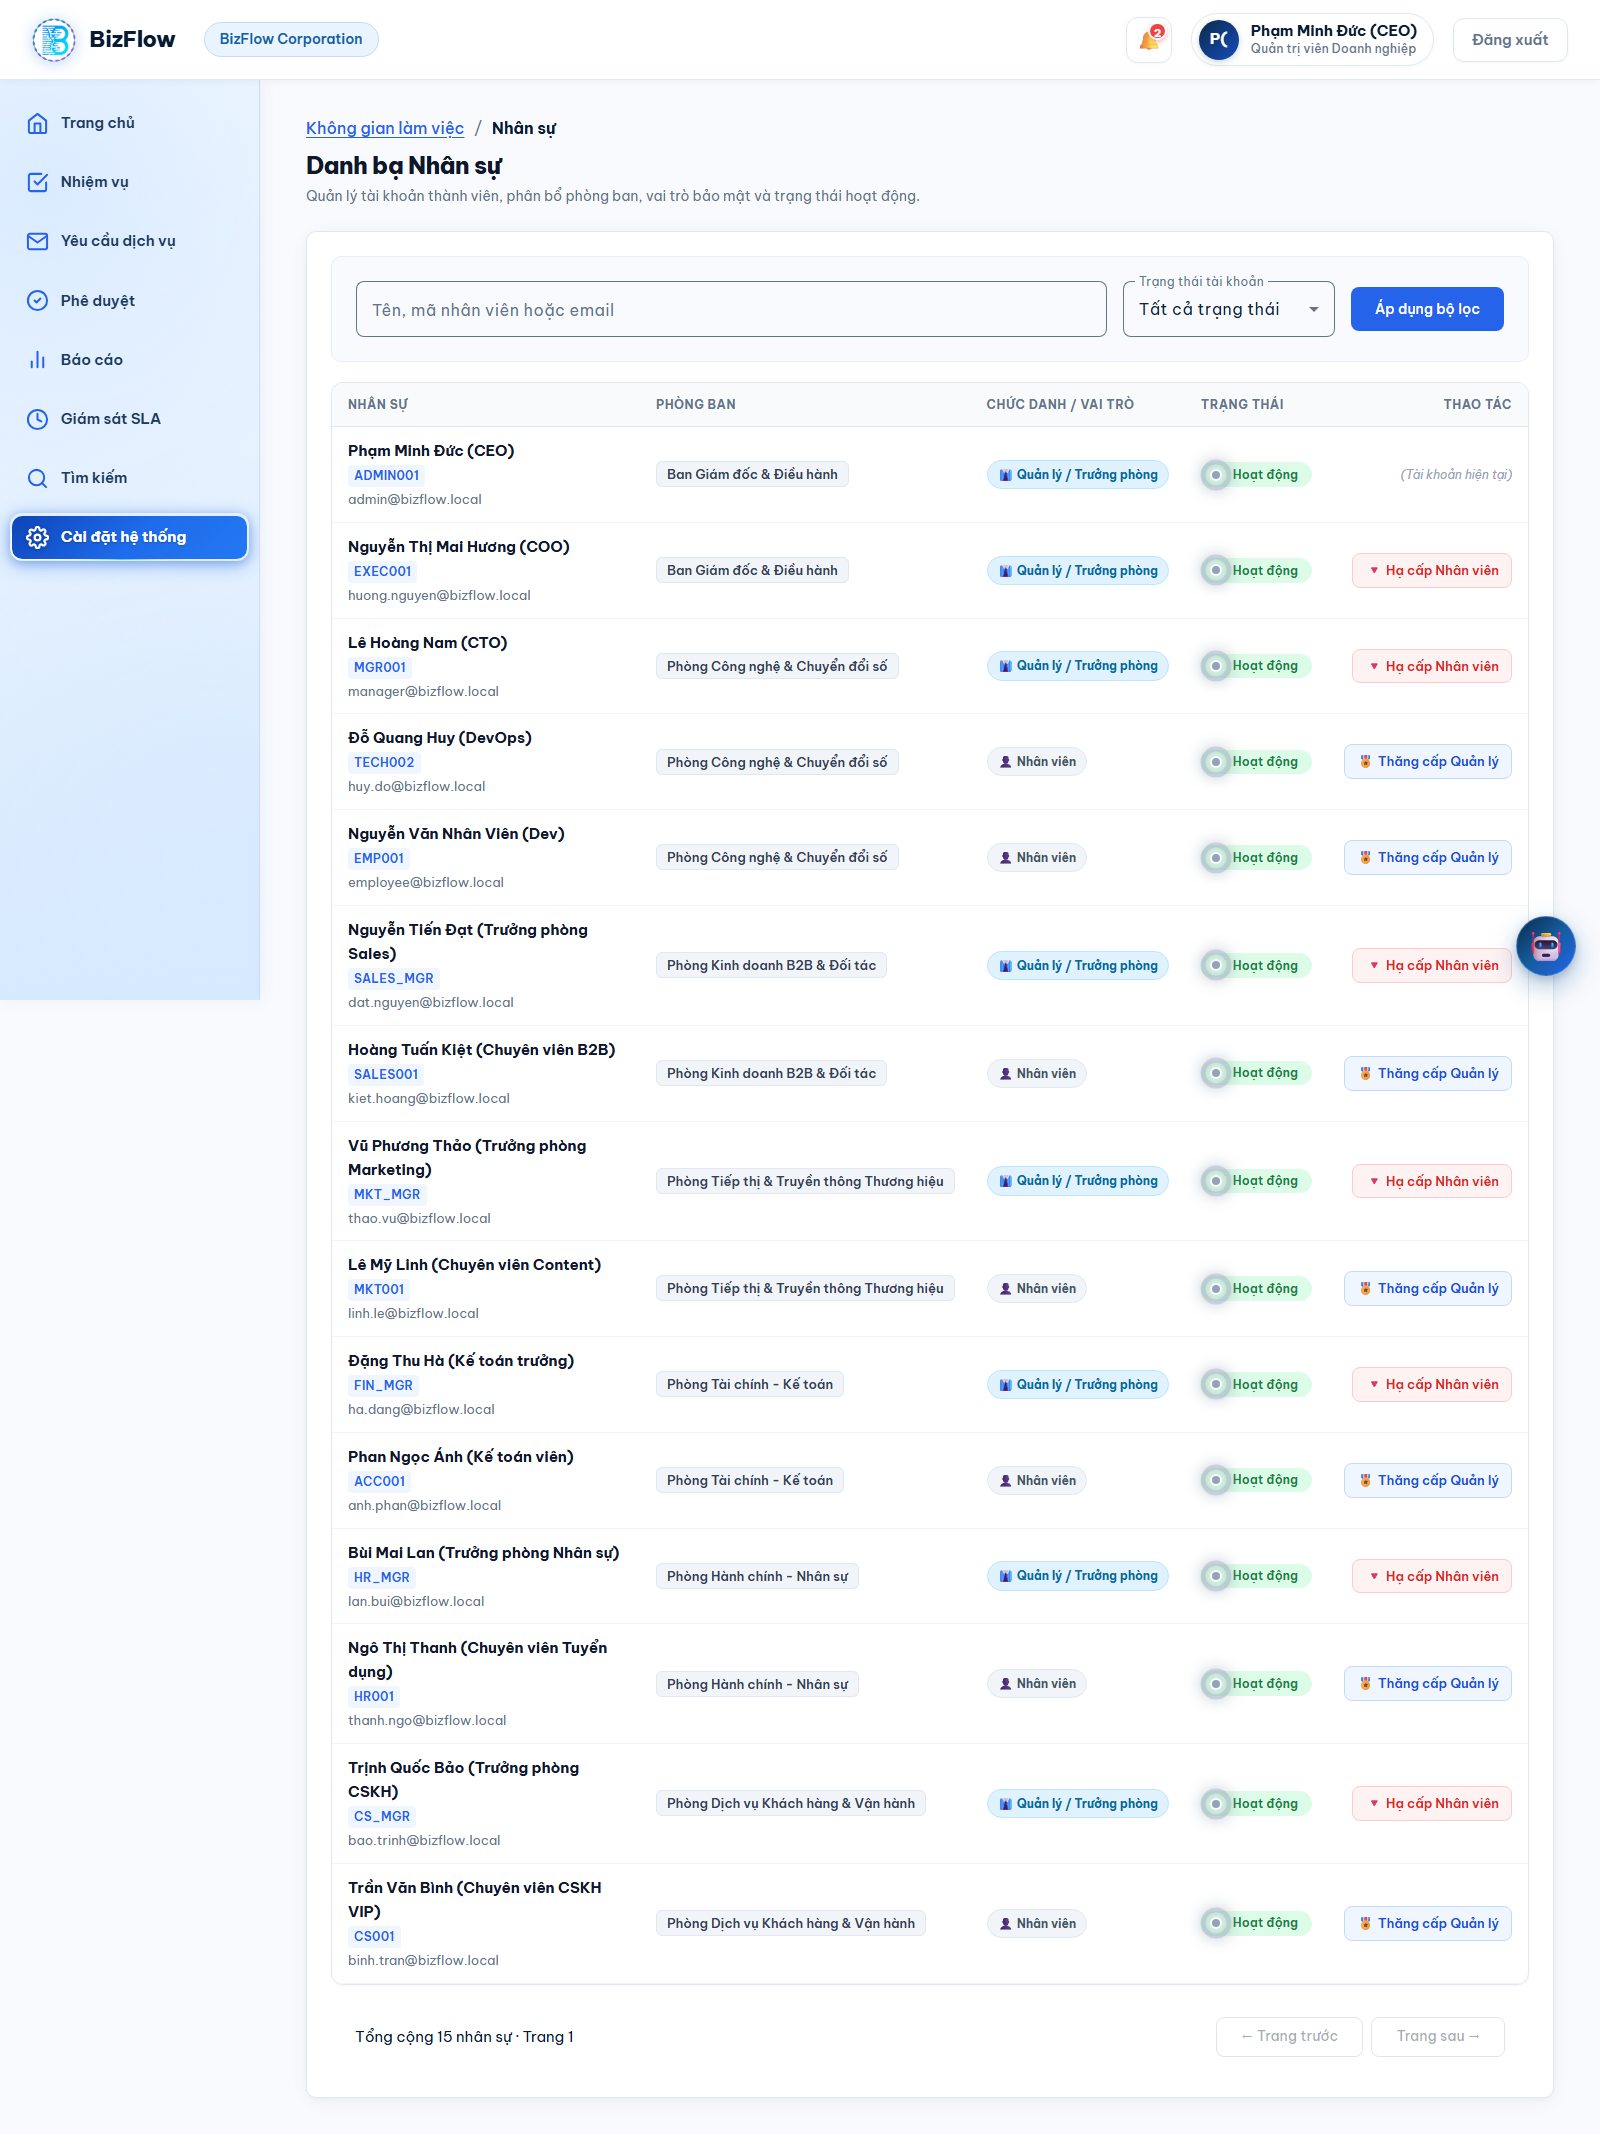 BizFlow
BizFlow Corporation
2
P(
Phạm Minh Đức (CEO)
Quản trị viên Doanh nghiệp
Đăng xuất
Trang chủ
Nhiệm vụ
Yêu cầu dịch vụ
Phê duyệt
Báo cáo
Giám sát SLA
Tìm kiếm
Cài đặt hệ thống
Không gian làm việc / Nhân sự
Danh bạ Nhân sự
Quản lý tài khoản thành viên, phân bổ phòng ban, vai trò bảo mật và trạng thái hoạt động.
Tên, mã nhân viên hoặc email
Trạng thái tài khoản
Tất cả trạng thái
Áp dụng bộ lọc
NHÂN SỰ PHÒNG BAN CHỨC DANH / VAI TRÒ TRẠNG THÁI THAO TÁC
Phạm Minh Đức (CEO)
ADMIN001
admin@bizflow.local
Ban Giám đốc & Điều hành
Quản lý / Trưởng phòng
Hoạt động
(Tài khoản hiện tại)
Nguyễn Thị Mai Hương (COO)
EXEC001
huong.nguyen@bizflow.local
Ban Giám đốc & Điều hành
Quản lý / Trưởng phòng
Hoạt động
Hạ cấp Nhân viên
Lê Hoàng Nam (CTO)
MGR001
manager@bizflow.local
Phòng Công nghệ & Chuyển đổi số
Quản lý / Trưởng phòng
Hoạt động
Hạ cấp Nhân viên
Đỗ Quang Huy (DevOps)
TECH002
huy.do@bizflow.local
Phòng Công nghệ & Chuyển đổi số
Nhân viên
Hoạt động
Thăng cấp Quản lý
Nguyễn Văn Nhân Viên (Dev)
EMP001
employee@bizflow.local
Phòng Công nghệ & Chuyển đổi số
Nhân viên
Hoạt động
Thăng cấp Quản lý
Nguyễn Tiến Đạt (Trưởng phòng
Sales)
SALES_MGR
dat.nguyen@bizflow.local
Phòng Kinh doanh B2B & Đối tác
Quản lý / Trưởng phòng
Hoạt động
Hạ cấp Nhân viên
Hoàng Tuấn Kiệt (Chuyên viên B2B)
SALES001
kiet.hoang@bizflow.local
Phòng Kinh doanh B2B & Đối tác
Nhân viên
Hoạt động
Thăng cấp Quản lý
Vũ Phương Thảo (Trưởng phòng
Marketing)
MKT_MGR
thao.vu@bizflow.local
Phòng Tiếp thị & Truyền thông Thương hiệu
Quản lý / Trưởng phòng
Hoạt động
Hạ cấp Nhân viên
Lê Mỹ Linh (Chuyên viên Content)
MKT001
linh.le@bizflow.local
Phòng Tiếp thị & Truyền thông Thương hiệu
Nhân viên
Hoạt động
Thăng cấp Quản lý
Đặng Thu Hà (Kế toán trưởng)
FIN_MGR
ha.dang@bizflow.local
Phòng Tài chính - Kế toán
Quản lý / Trưởng phòng
Hoạt động
Hạ cấp Nhân viên
Phan Ngọc Ánh (Kế toán viên)
ACC001
anh.phan@bizflow.local
Phòng Tài chính - Kế toán
Nhân viên
Hoạt động
Thăng cấp Quản lý
Bùi Mai Lan (Trưởng phòng Nhân sự)
HR_MGR
lan.bui@bizflow.local
Phòng Hành chính - Nhân sự
Quản lý / Trưởng phòng
Hoạt động
Hạ cấp Nhân viên
Ngô Thị Thanh (Chuyên viên Tuyển
dụng)
HR001
thanh.ngo@bizflow.local
Phòng Hành chính - Nhân sự
Nhân viên
Hoạt động
Thăng cấp Quản lý
Trịnh Quốc Bảo (Trưởng phòng
CSKH)
CS_MGR
bao.trinh@bizflow.local
Phòng Dịch vụ Khách hàng & Vận hành
Quản lý / Trưởng phòng
Hoạt động
Hạ cấp Nhân viên
Trần Văn Bình (Chuyên viên CSKH
VIP)
CS001
binh.tran@bizflow.local
Phòng Dịch vụ Khách hàng & Vận hành
Nhân viên
Hoạt động
Thăng cấp Quản lý
Tổng cộng 15 nhân sự · Trang 1
← Trang trước
Trang sau →